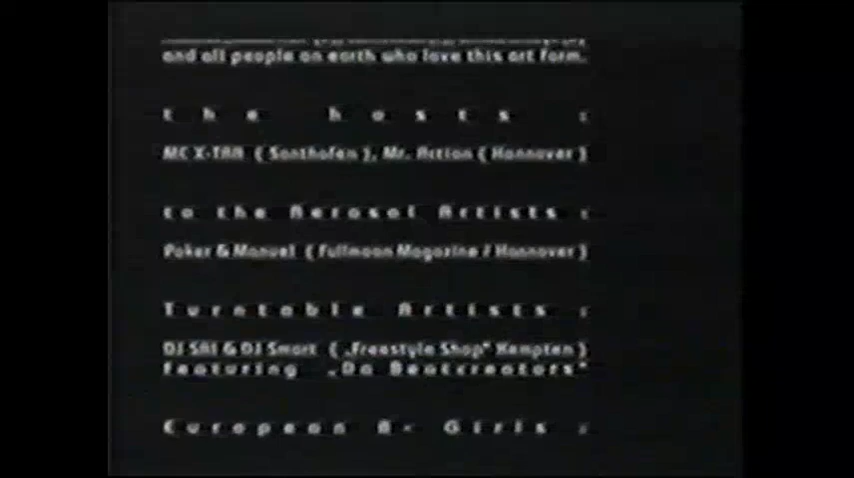 and all people on earth who love this art form.
the hosts :
MC X-TRA ( Sonthofen ), Mr. Action ( Hannover )
to the Aerosol Artists :
Poker & Manuel ( Fullmoon Magazine / Hannover )
Turntable Artists :
DJ & DJ Smart ( „Freestyle Shop" Kempten )
featuring „Da Beatcreators"
European B- Girls :